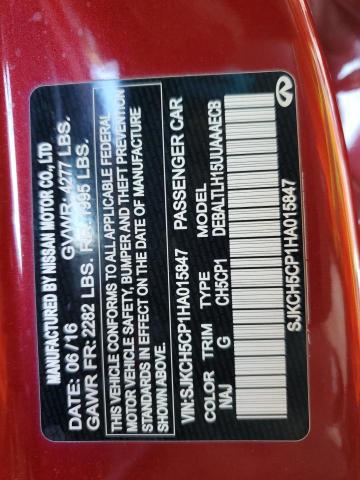 MANUFACTURED BY NISSAN MOTOR CO., LTD
DATE: 06/16 GVWR: 4277 LBS.
GAWR FR: 2282 LBS. RR: 1995 LBS.
THIS VEHICLE CONFORMS TO ALL APPLICABLE FEDERAL
MOTOR VEHICLE SAFETY, BUMPER AND THEFT PREVENTION
STANDARDS IN EFFECT ON THE DATE OF MANUFACTURE
SHOWN ABOVE.
VIN:SJKCH5CP1HA015847 PASSENGER CAR
COLOR TRIM TYPE MODEL
NAJ G CH5CP1 DEBALTLH15UUAAAEC8
SJKCH5CP1HA015847